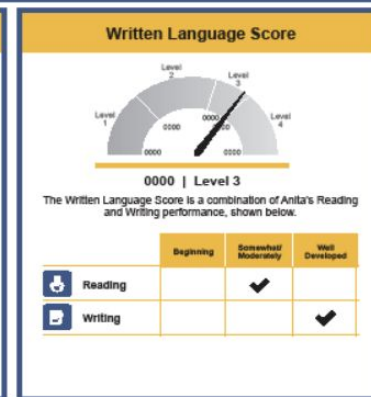 Written Language Score
Level
2
Level
3
Level
1
Level
4
0000
0000
0000
0000
0000 | Level 3
The Written Language Score is a combination of Anita's Reading
and Writing performance, shown below.
Beginning
Somewhat/
Moderately
Well
Developed
Reading
Writing